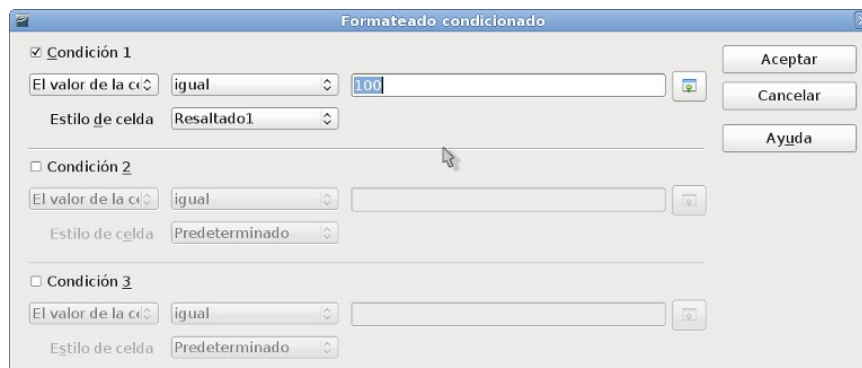 Formateado condicionado
Condición 1
El valor de la ce igual 100
Estilo de celda Resaltado1
Condición 2
El valor de la ce igual
Estilo de celda Predeterminado
Condición 3
El valor de la ce igual
Estilo de celda Predeterminado
Aceptar
Cancelar
Ayuda